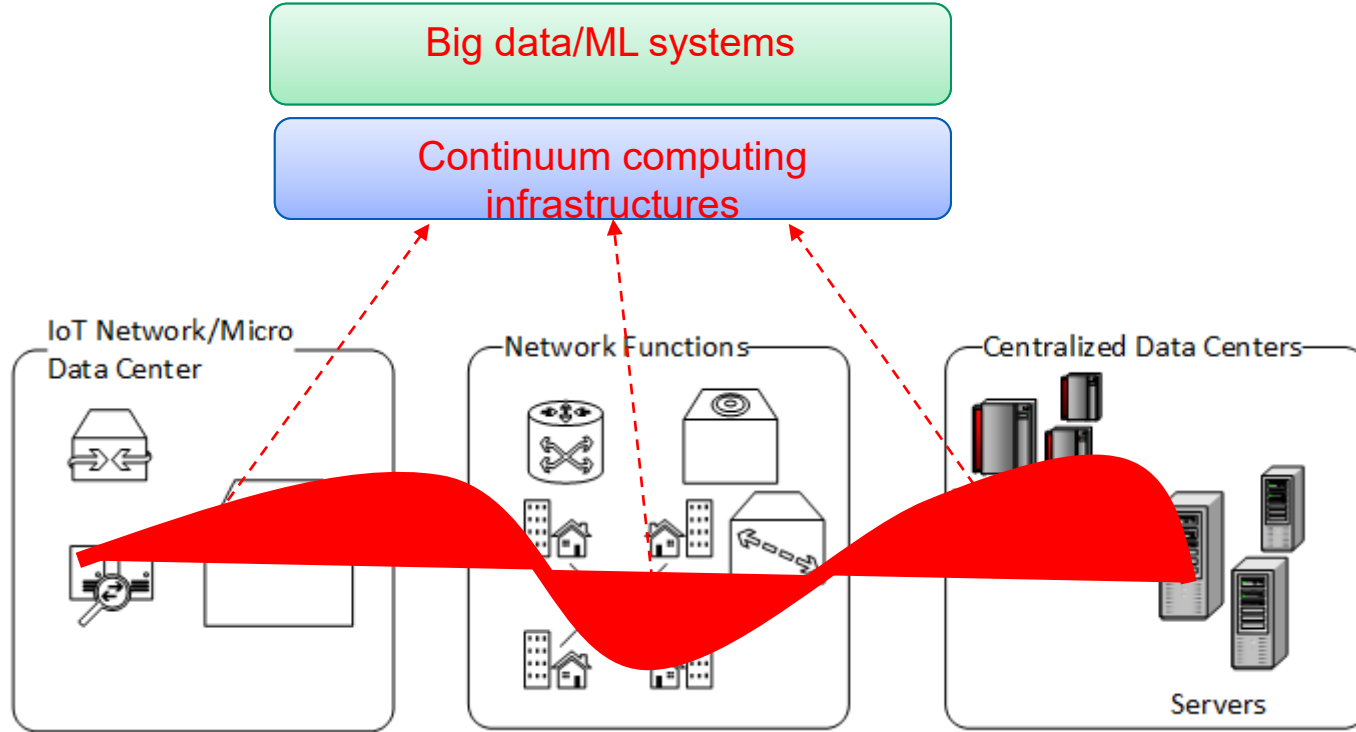 Big data/ML systems
Continuum computing
infrastructures
IoT Network/Micro
Data Center
Network Functions
Centralized Data Centers
Servers